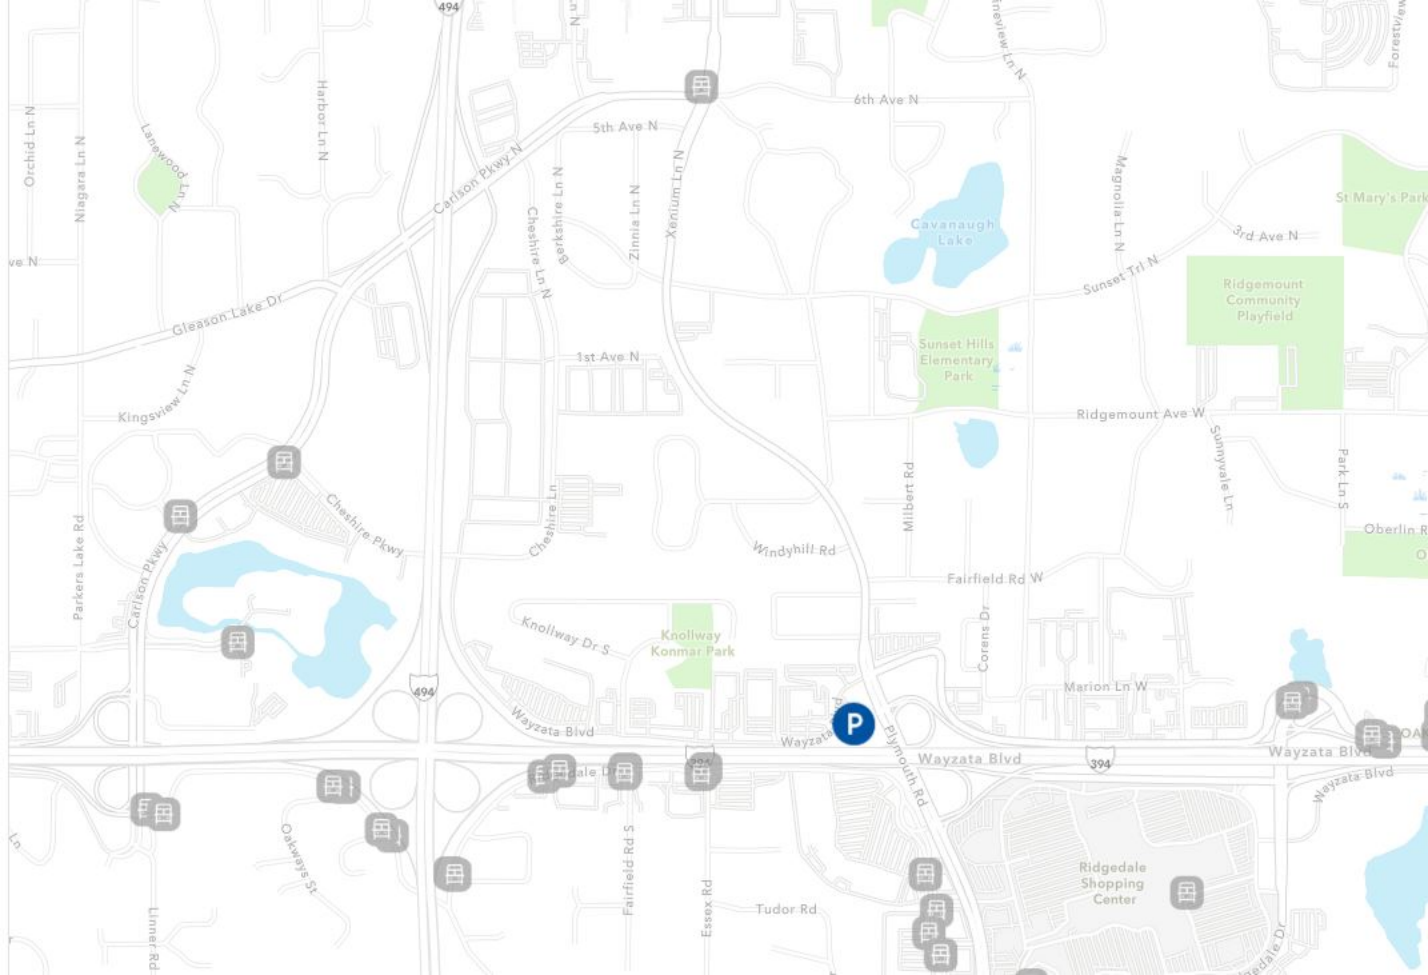 494
6th Ave N
5th Ave N
Orchid Ln N
Niagara Ln N
Lanewood Ln N
Harbor Ln N
Carlson Pkwy N
Berkshire Ln N
Cheshire Ln N
Zinnia Ln N
Xenium Ln N
Magnolia Ln N
St Mary's Park
Cavanaugh
Lake
3rd Ave N
Sunset Trl N
Ridgemount
Community
Playfield
Gleason Lake Dr
Sunset Hills
Elementary
Park
1st Ave N
Kingsview Ln N
Ridgemount Ave W
Sunnyvale Ln
Park Ln S
Milbert Rd
Cheshire Ln
Cheshire Pkwy
Oberlin R
Windyhill Rd
Fairfield Rd W
Parkers Lake Rd
Carlson Pkwy
Knollway Dr S
Knollway
Konmar Park
Corens Dr
Marion Ln W
494
Wayzata Blvd
P
Plymouth Rd
Wayzata Blvd
394
Wayzata Blvd
Wayzata Blvd
Oakways St
Fairfield Rd S
Essex Rd
Tudor Rd
Linner Rd
Ridgedale
Shopping
Center